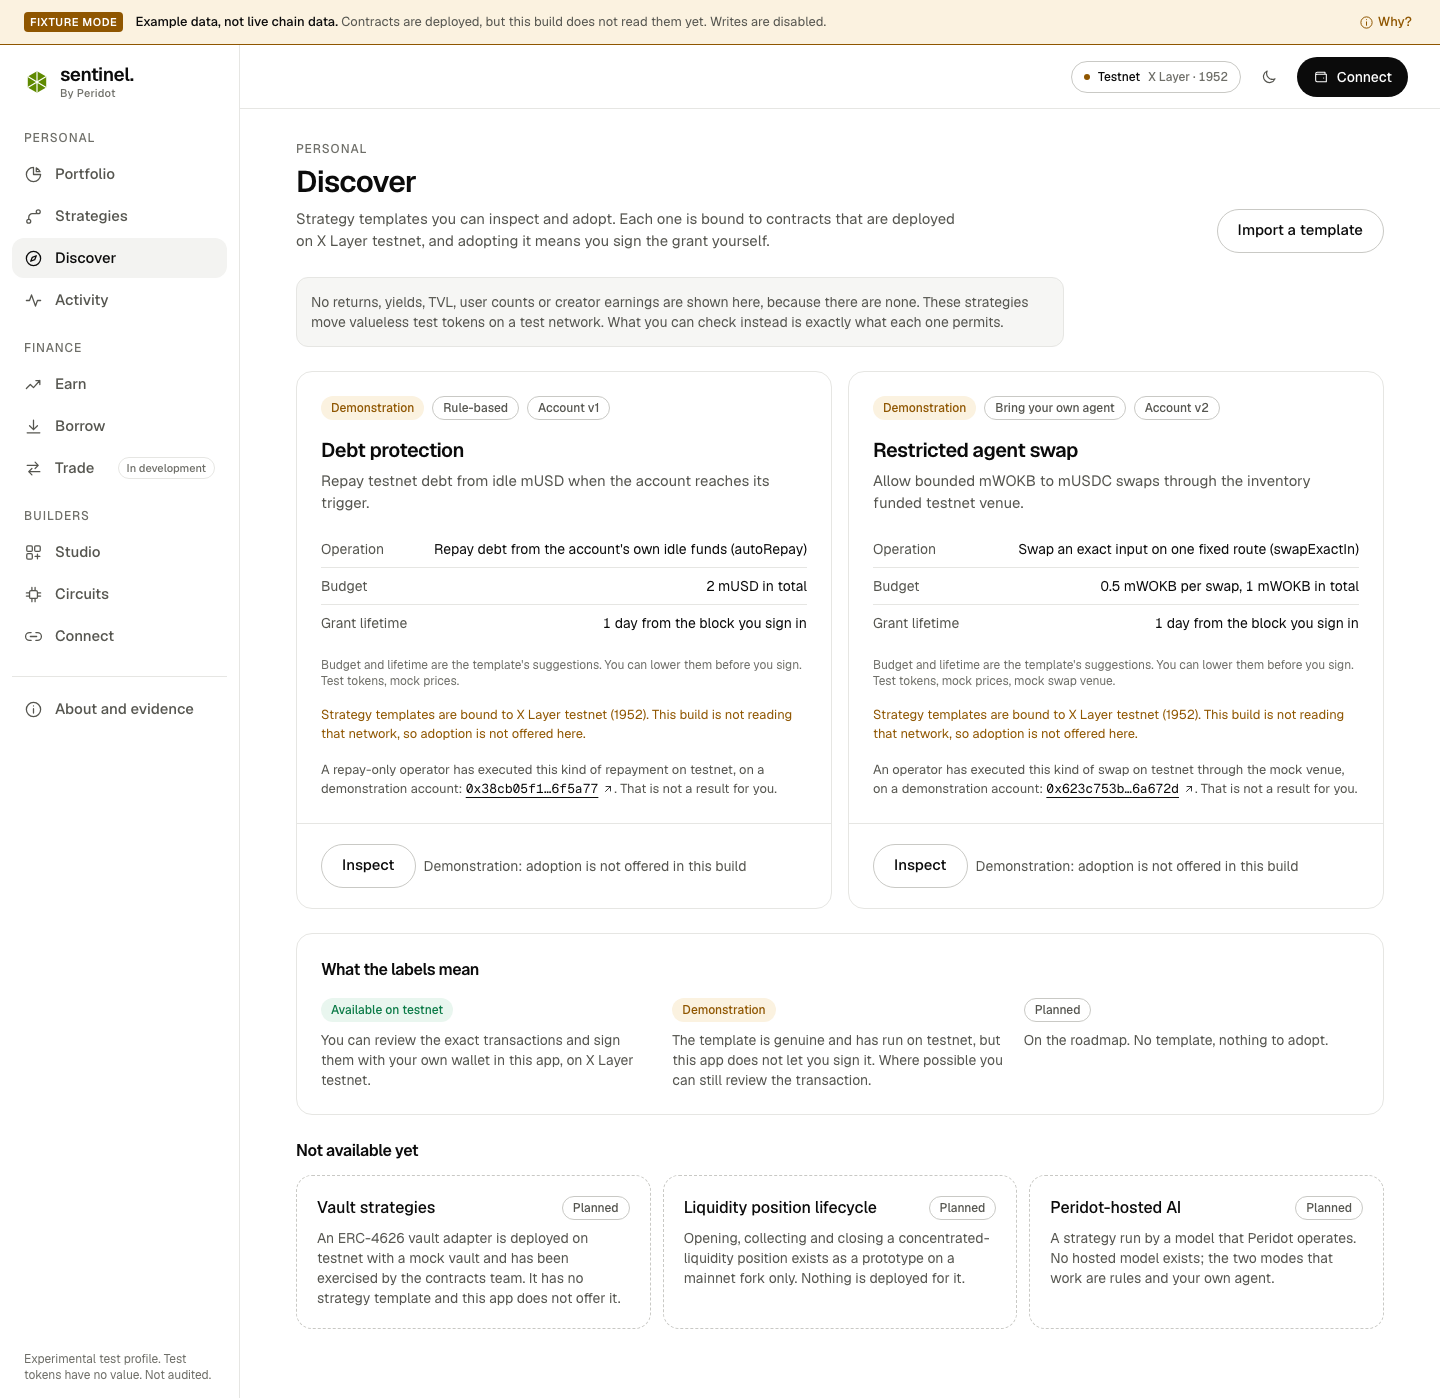 FIXTURE MODE Example data, not live chain data. Contracts are deployed, but this build does not read them yet. Writes are disabled. Why?
sentinel.
By Peridot
Testnet X Layer · 1952 Connect
PERSONAL
Portfolio
Strategies
Discover
Activity
FINANCE
Earn
Borrow
Trade In development
BUILDERS
Studio
Circuits
Connect
About and evidence
Experimental test profile. Test
tokens have no value. Not audited.
PERSONAL
Discover
Strategy templates you can inspect and adopt. Each one is bound to contracts that are deployed
on X Layer testnet, and adopting it means you sign the grant yourself.
Import a template
No returns, yields, TVL, user counts or creator earnings are shown here, because there are none. These strategies
move valueless test tokens on a test network. What you can check instead is exactly what each one permits.
Demonstration Rule-based Account v1
Debt protection
Repay testnet debt from idle mUSD when the account reaches its
trigger.
Operation Repay debt from the account's own idle funds (autoRepay)
Budget 2 mUSD in total
Grant lifetime 1 day from the block you sign in
Budget and lifetime are the template's suggestions. You can lower them before you sign.
Test tokens, mock prices.
Strategy templates are bound to X Layer testnet (1952). This build is not reading
that network, so adoption is not offered here.
A repay-only operator has executed this kind of repayment on testnet, on a
demonstration account: 0x38cb05f1…6f5a77 . That is not a result for you.
Inspect Demonstration: adoption is not offered in this build
Demonstration Bring your own agent Account v2
Restricted agent swap
Allow bounded mWOKB to mUSDC swaps through the inventory
funded testnet venue.
Operation Swap an exact input on one fixed route (swapExactIn)
Budget 0.5 mWOKB per swap, 1 mWOKB in total
Grant lifetime 1 day from the block you sign in
Budget and lifetime are the template's suggestions. You can lower them before you sign.
Test tokens, mock prices, mock swap venue.
Strategy templates are bound to X Layer testnet (1952). This build is not reading
that network, so adoption is not offered here.
An operator has executed this kind of swap on testnet through the mock venue,
on a demonstration account: 0x623c753b…6a672d . That is not a result for you.
Inspect Demonstration: adoption is not offered in this build
What the labels mean
Available on testnet
You can review the exact transactions and sign
them with your own wallet in this app, on X Layer
testnet.
Demonstration
The template is genuine and has run on testnet, but
this app does not let you sign it. Where possible you
can still review the transaction.
Planned
On the roadmap. No template, nothing to adopt.
Not available yet
Vault strategies Planned
An ERC-4626 vault adapter is deployed on
testnet with a mock vault and has been
exercised by the contracts team. It has no
strategy template and this app does not offer it.
Liquidity position lifecycle Planned
Opening, collecting and closing a concentrated-
liquidity position exists as a prototype on a
mainnet fork only. Nothing is deployed for it.
Peridot-hosted AI Planned
A strategy run by a model that Peridot operates.
No hosted model exists; the two modes that
work are rules and your own agent.